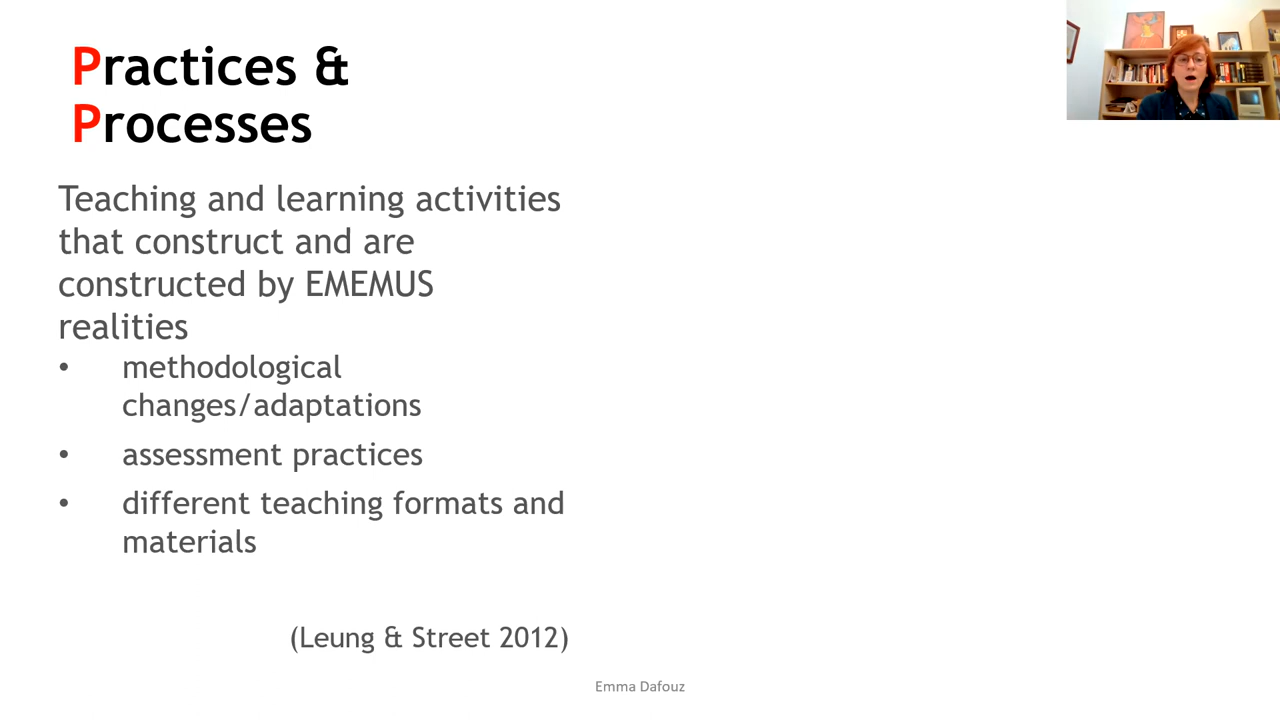 Practices &
Processes
Teaching and learning activities
that construct and are
constructed by EMEMUS
realities
• methodological
changes/adaptations
• assessment practices
• different teaching formats and
materials
(Leung & Street 2012)
Emma Dafouz